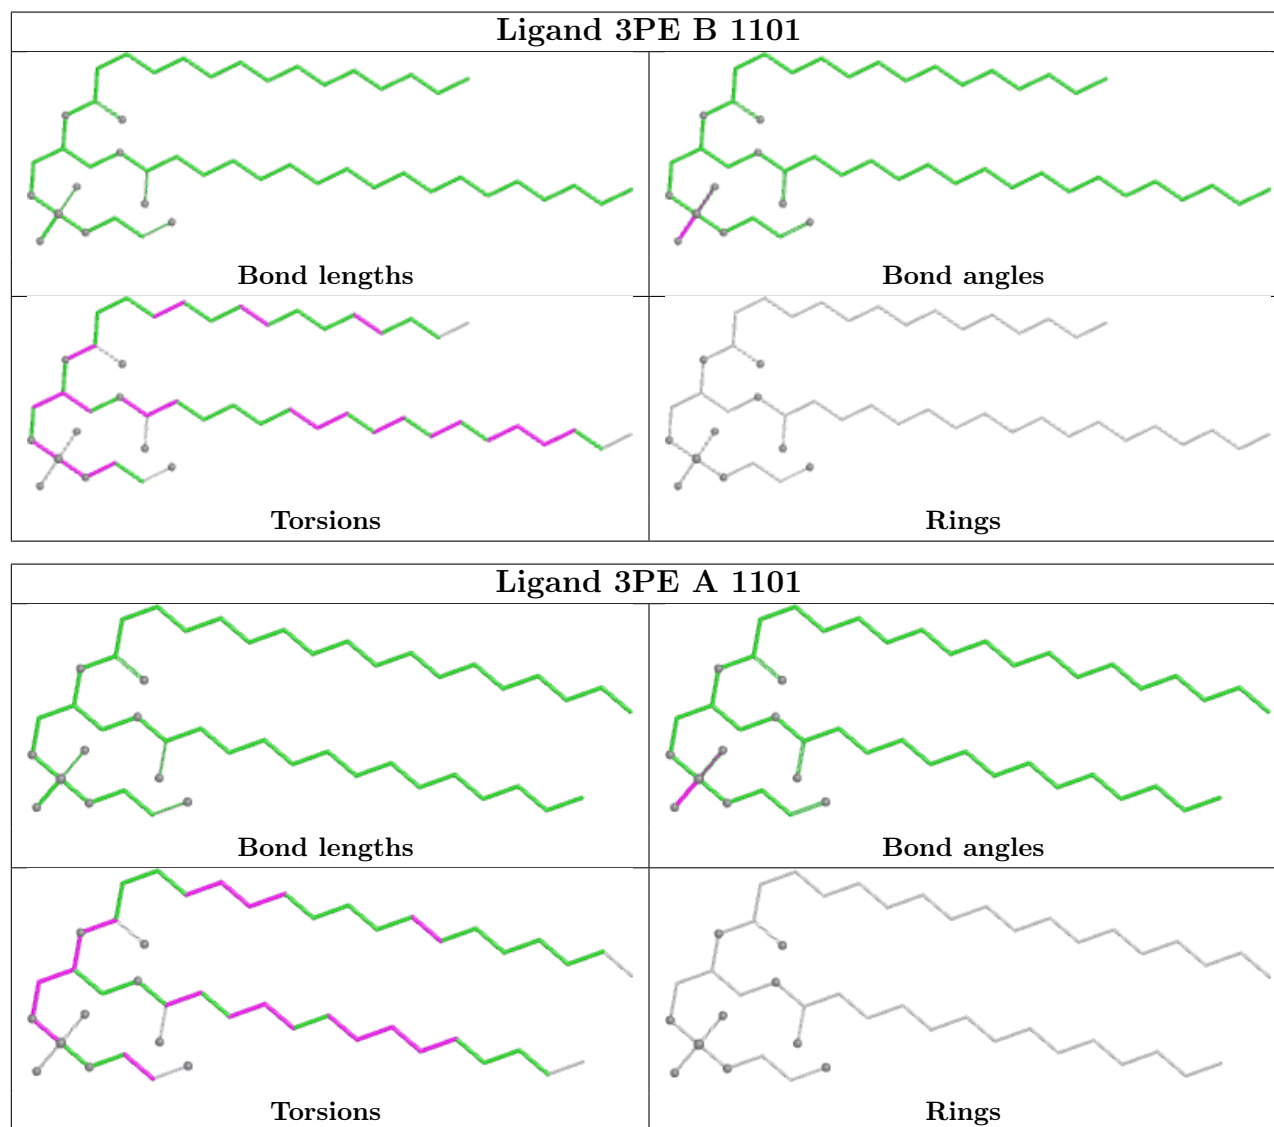 Ligand 3PE B 1101
Bond lengths
Bond angles
Torsions
Rings
Ligand 3PE A 1101
Bond lengths
Bond angles
Torsions
Rings